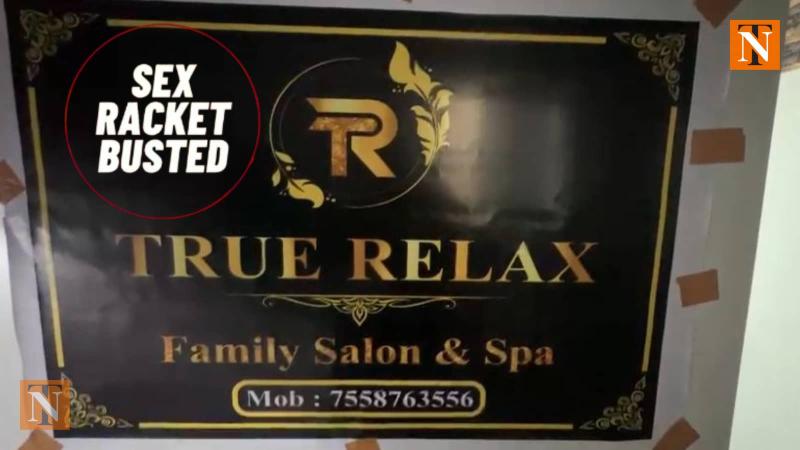 SEX
RACKET
BUSTED
TR
TRUE RELAX
Family Salon & Spa
Mob : 7558763556
TN
TN